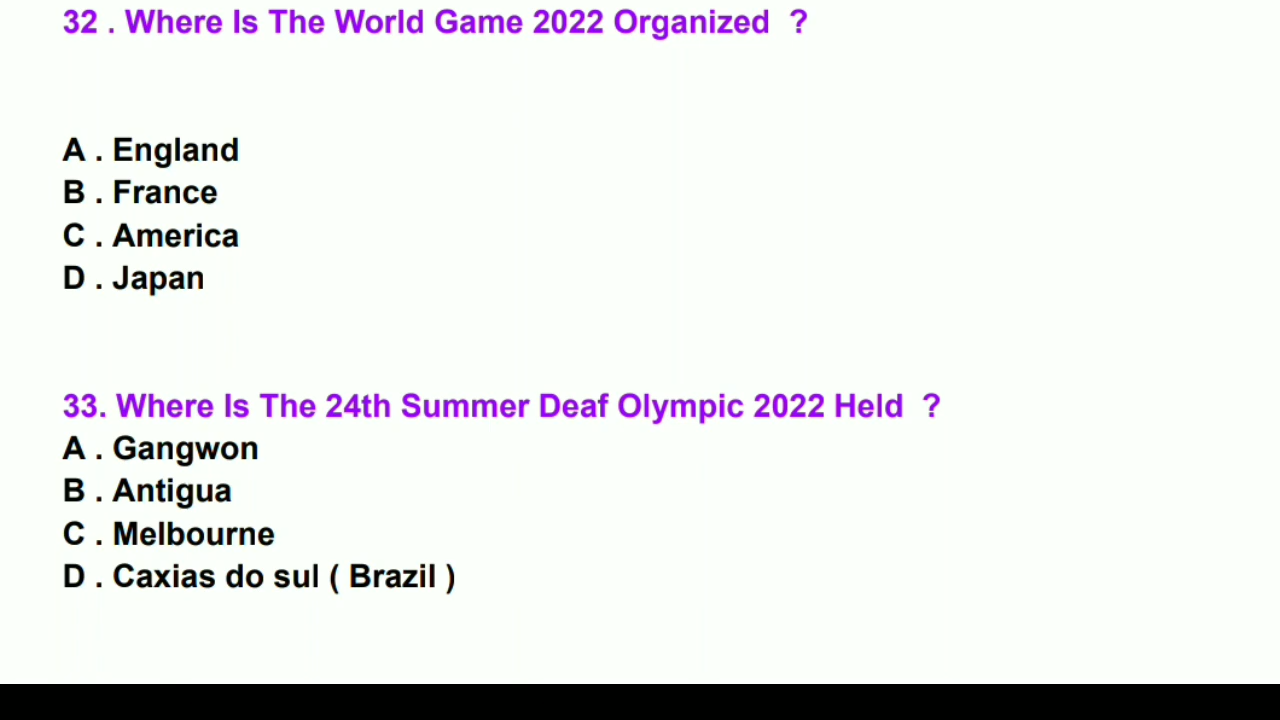 32 . Where Is The World Game 2022 Organized ?
A . England
B . France
C . America
D . Japan
33. Where Is The 24th Summer Deaf Olympic 2022 Held ?
A . Gangwon
B . Antigua
C . Melbourne
D . Caxias do sul ( Brazil )